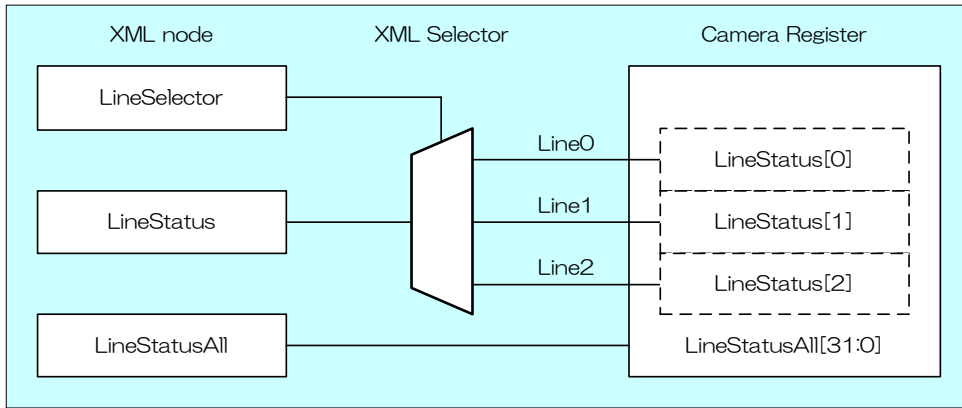 XML node
XML Selector
Camera Register
LineSelector
Line0
LineStatus[0]
LineStatus
Line1
LineStatus[1]
Line2
LineStatus[2]
LineStatusAll
LineStatusAll[31:0]